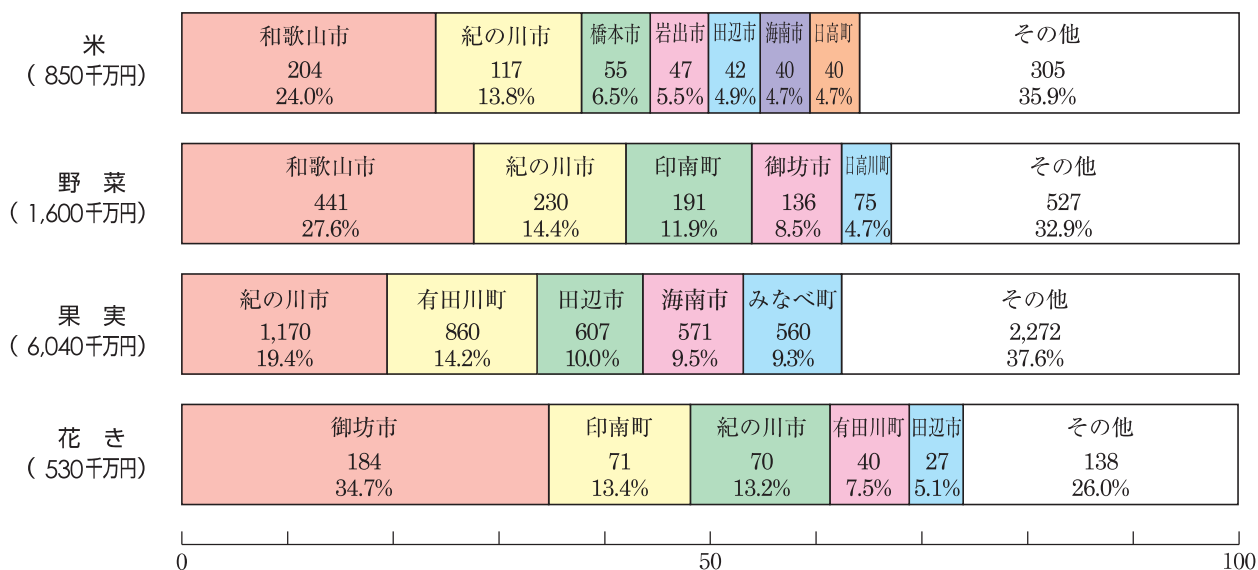 米
( 850千万円)
和歌山市
204
24.0%
紀の川市
117
13.8%
橋本市
55
6.5%
岩出市
47
5.5%
田辺市
42
4.9%
海南市
40
4.7%
日高町
40
4.7%
その他
305
35.9%
野 菜
( 1,600千万円)
和歌山市
441
27.6%
紀の川市
230
14.4%
印南町
191
11.9%
御坊市
136
8.5%
日高川町
75
4.7%
その他
527
32.9%
果 実
( 6,040千万円)
紀の川市
1,170
19.4%
有田川町
860
14.2%
田辺市
607
10.0%
海南市
571
9.5%
みなべ町
560
9.3%
その他
2,272
37.6%
花 き
( 530千万円)
御坊市
184
34.7%
印南町
71
13.4%
紀の川市
70
13.2%
有田川町
40
7.5%
田辺市
27
5.1%
その他
138
26.0%
0 50 100